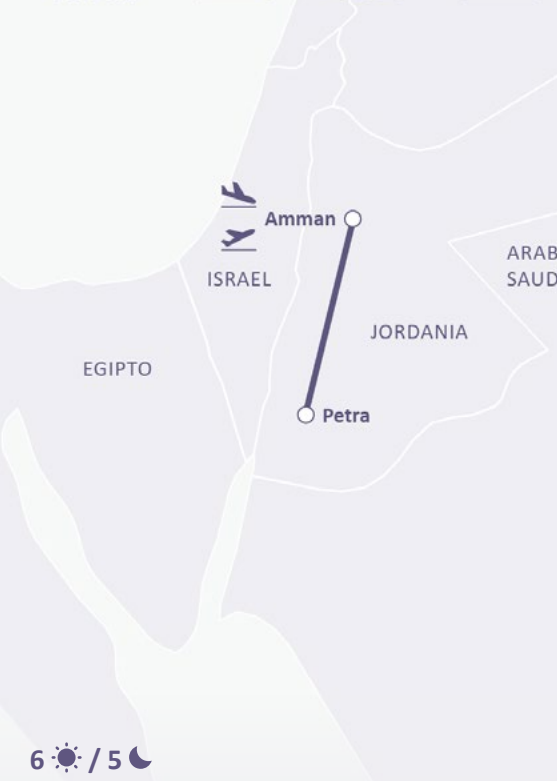 Amman
ISRAEL
ARAB
SAUD
JORDANIA
EGIPTO
Petra
6 / 5